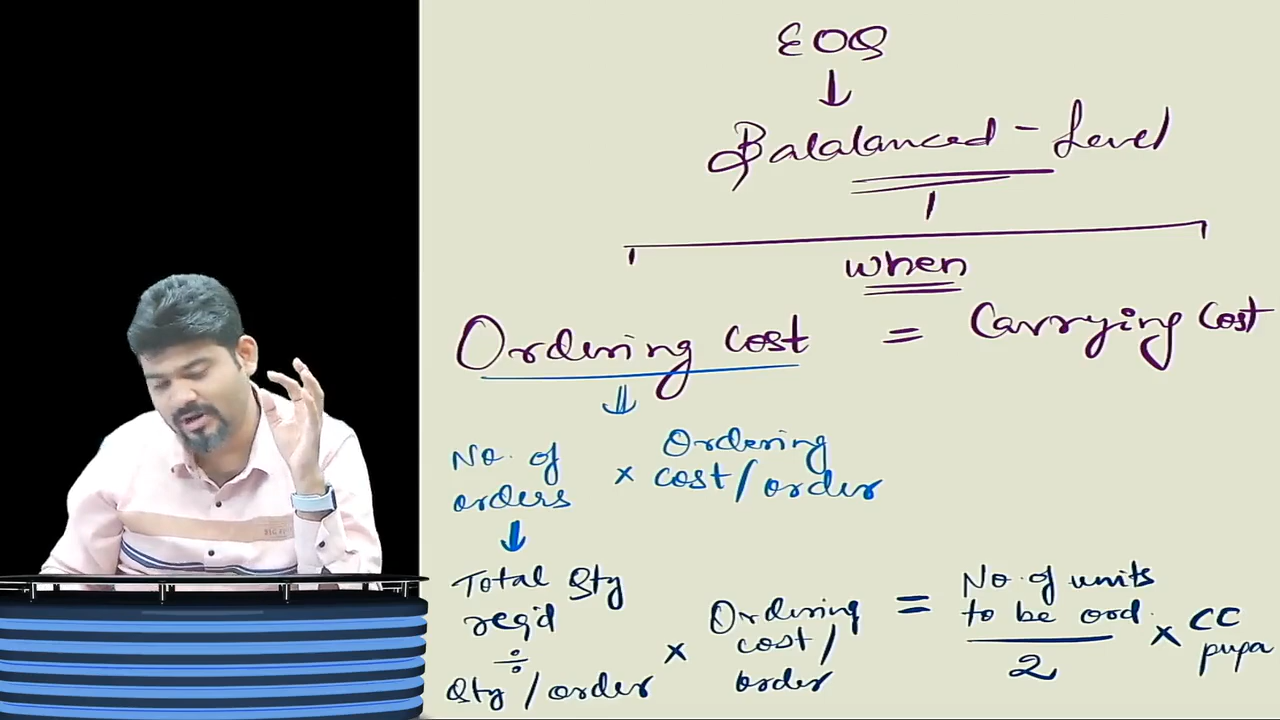 EOQ
↓
Balalanced - Level
when
Ordering cost = Carrying Cost
↓
No. of orders × Ordering cost/order
↓
Total Qty
req'd
÷
Qty/order × Ordering cost/order = No. of units to be ord. / 2 × CC pupa